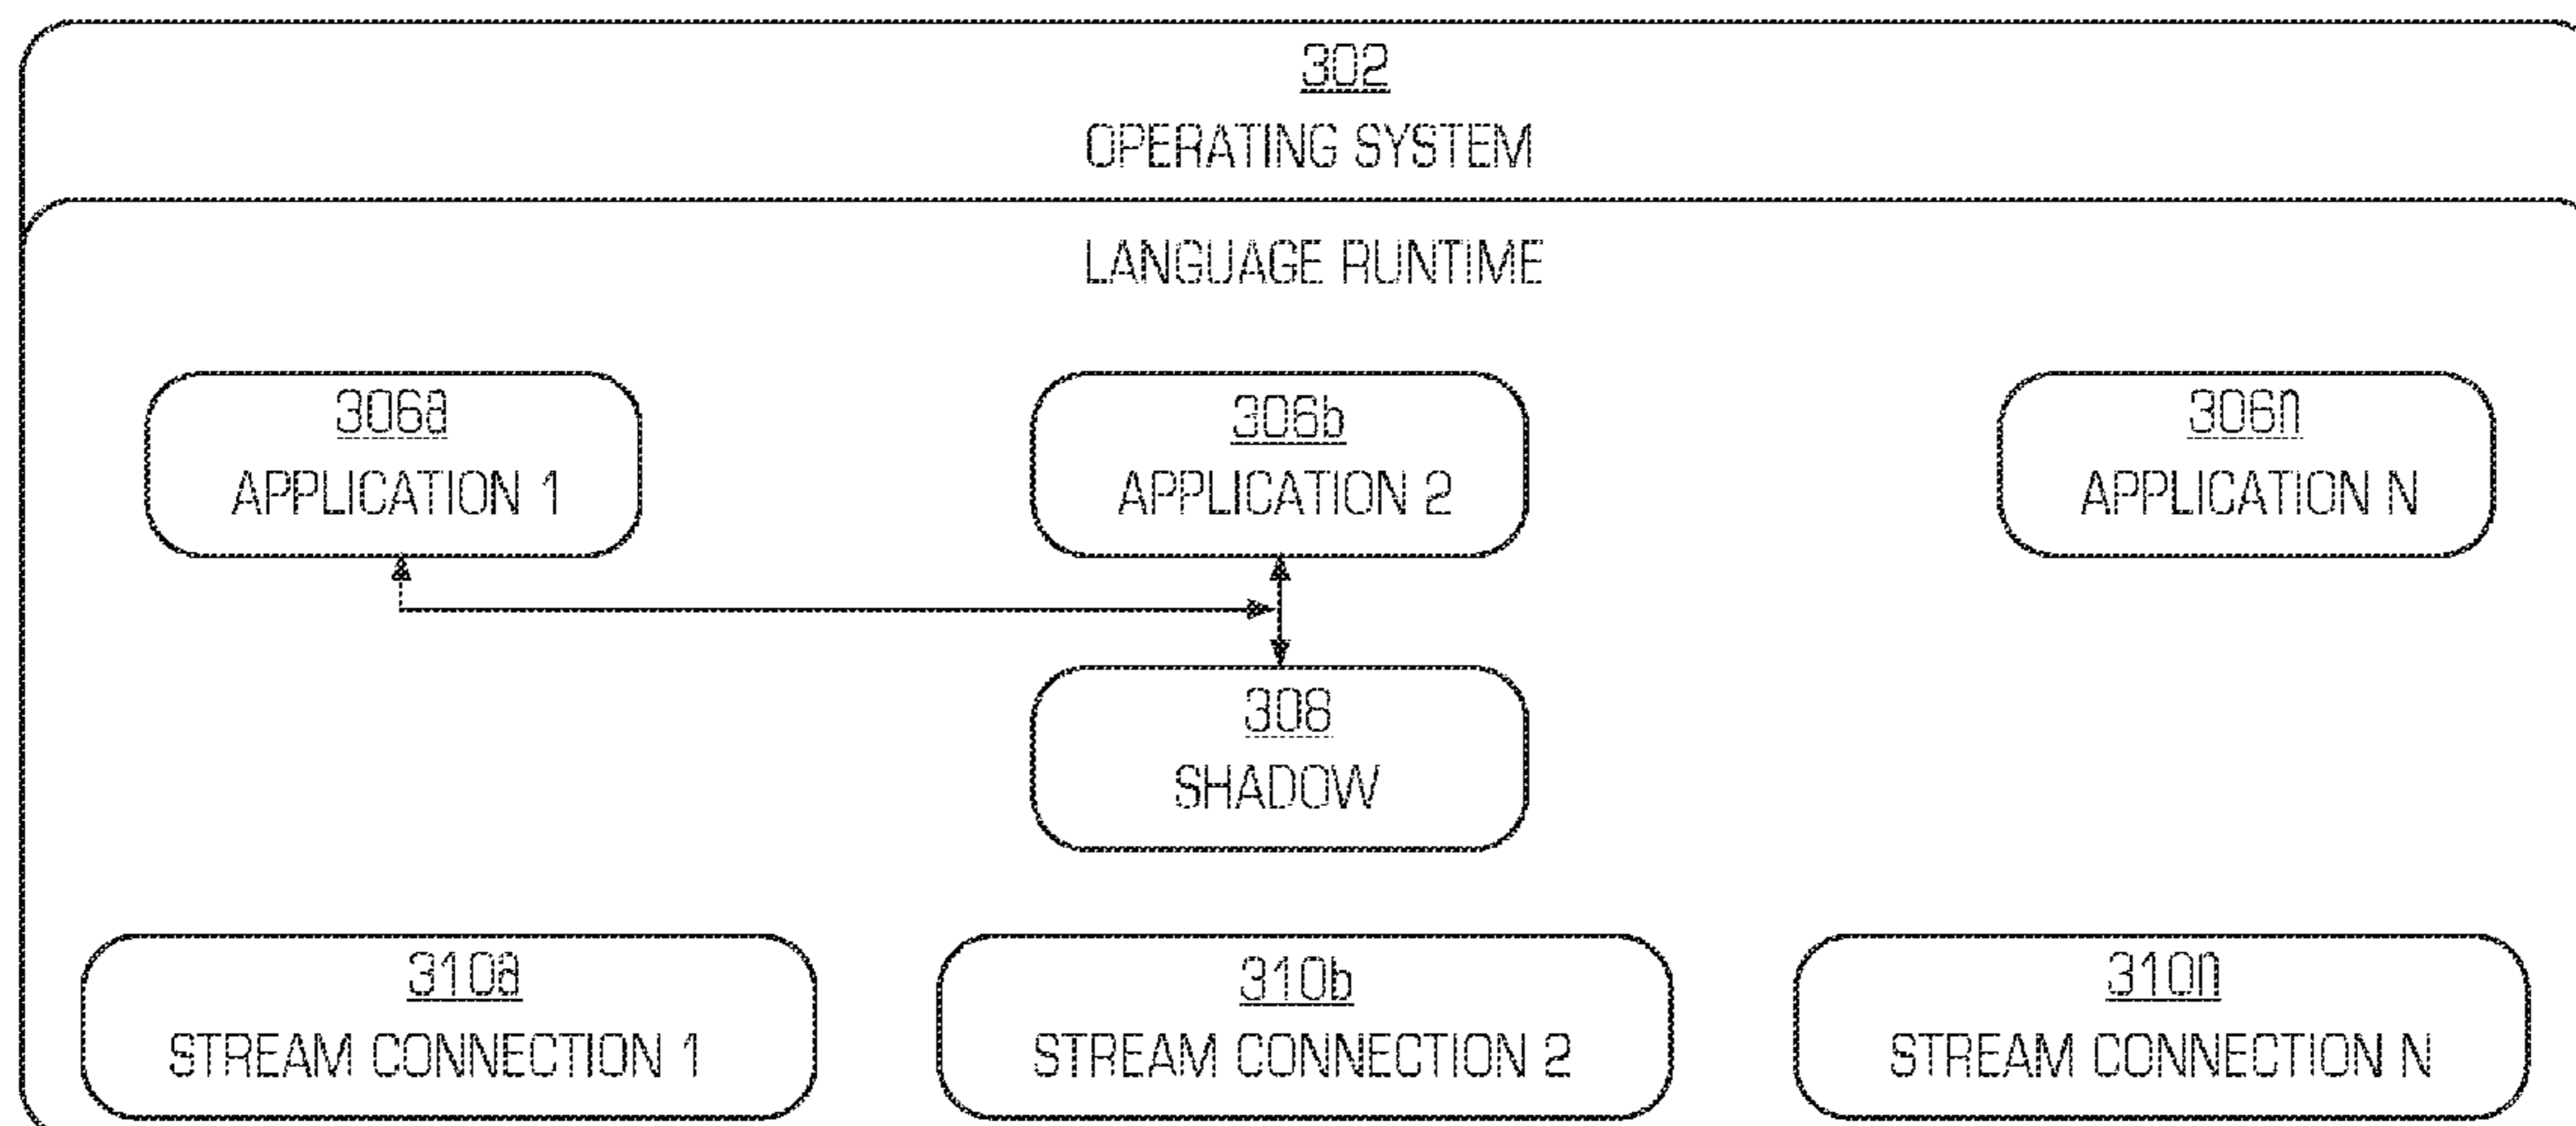 302
OPERATING SYSTEM
LANGUAGE RUNTIME
306a
APPLICATION 1
306b
APPLICATION 2
306n
APPLICATION N
308
SHADOW
310a
STREAM CONNECTION 1
310b
STREAM CONNECTION 2
310n
STREAM CONNECTION N